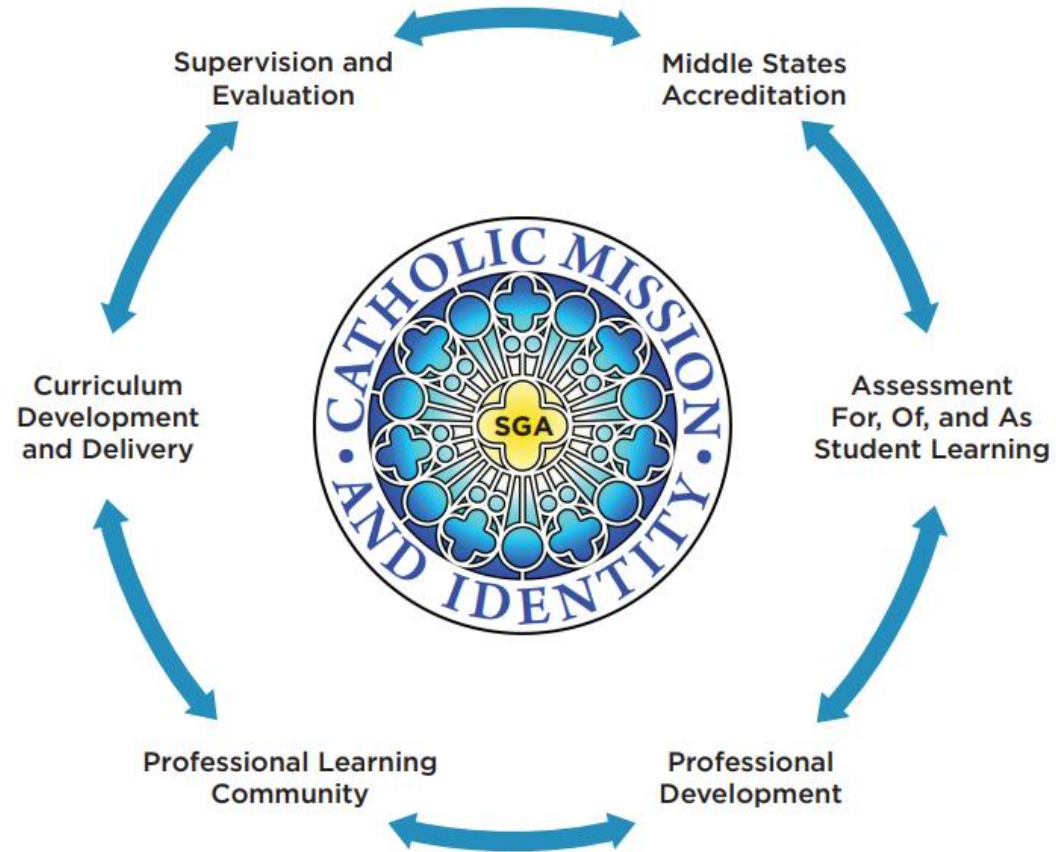 Supervision and
Evaluation
Middle States
Accreditation
CATHOLIC MISSION
• AND IDENTITY •
SGA
Curriculum
Development
and Delivery
Assessment
For, Of, and As
Student Learning
Professional Learning
Community
Professional
Development